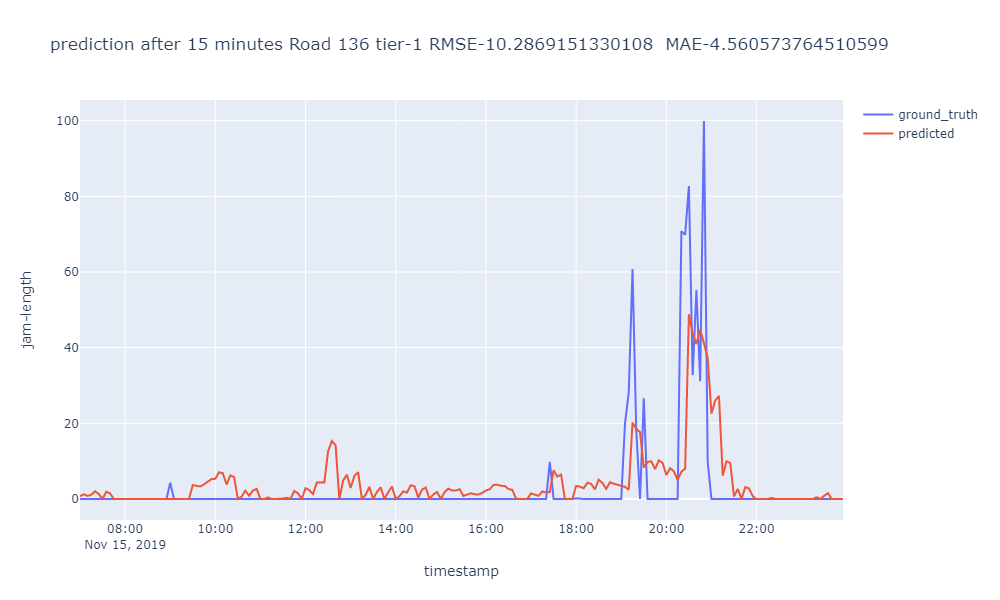 prediction after 15 minutes Road 136 tier-1 RMSE-10.2869151330108  MAE-4.560573764510599
ground_truth
predicted
jam-length
100
80
60
40
20
0
08:00 10:00 12:00 14:00 16:00 18:00 20:00 22:00
Nov 15, 2019
timestamp